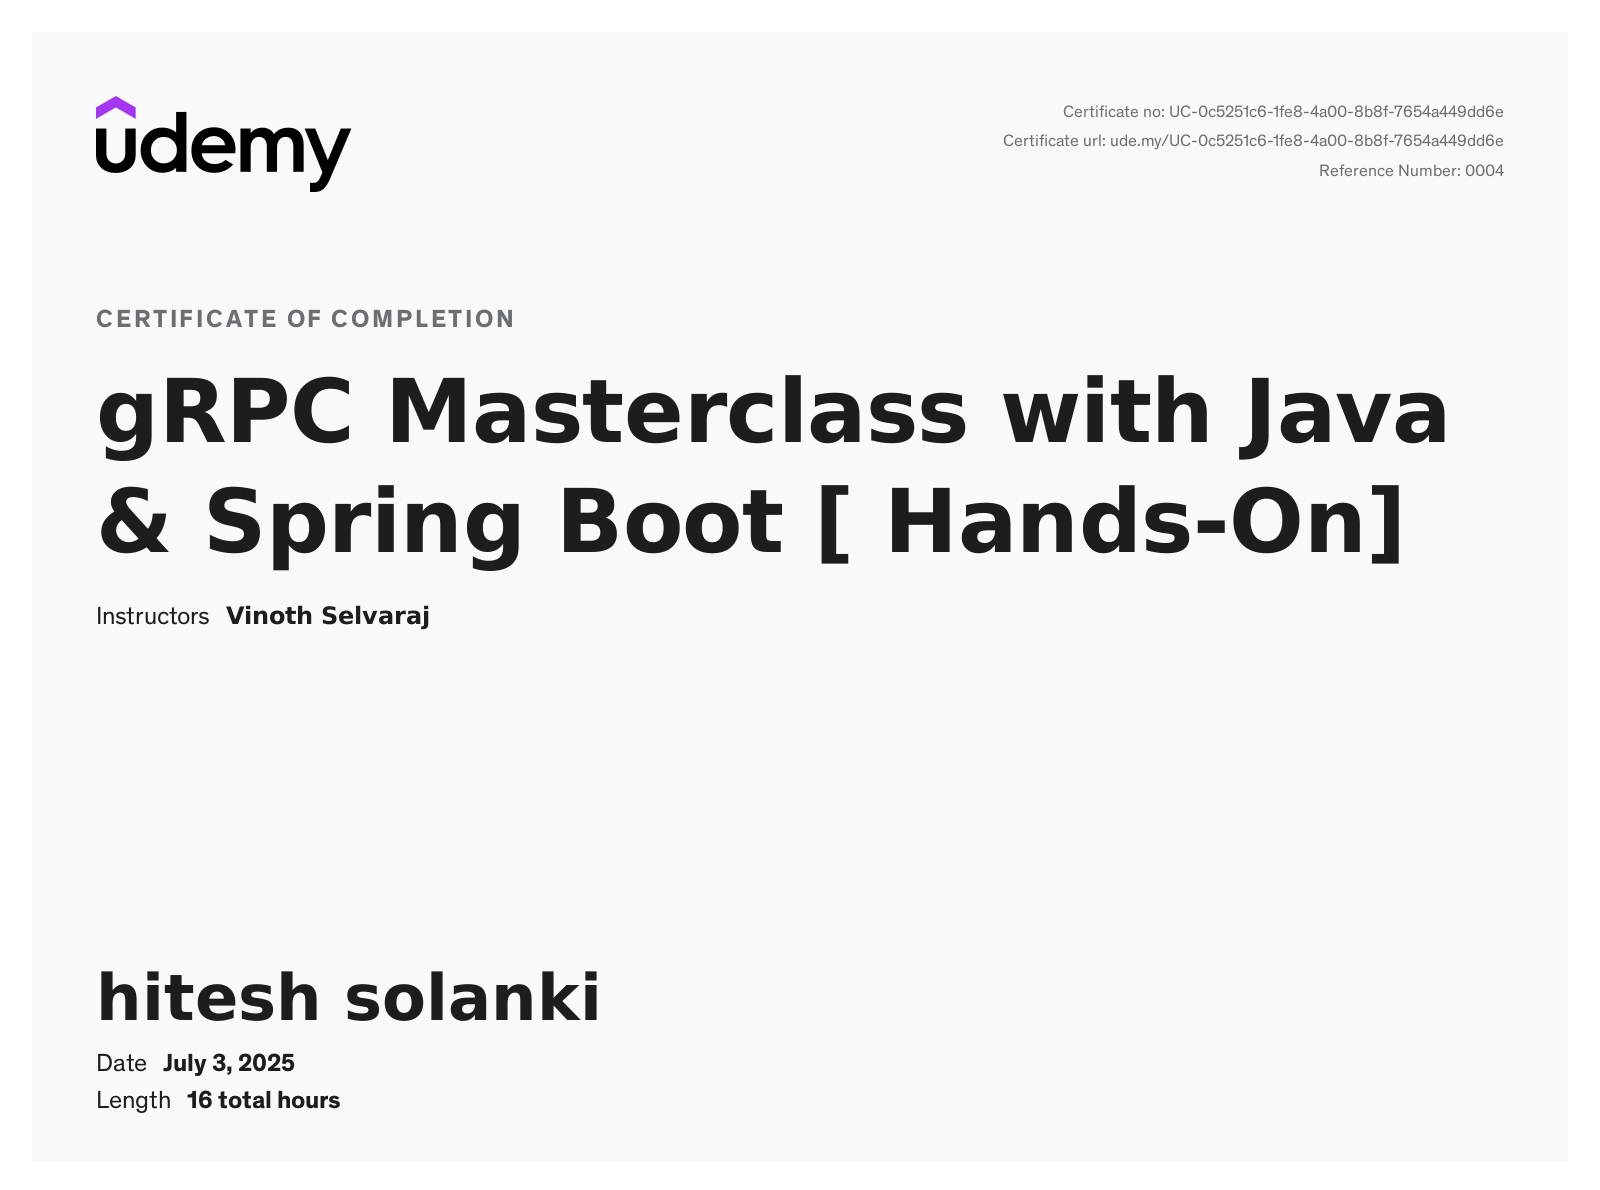 udemy
Certificate no: UC-0c5251c6-1fe8-4a00-8b8f-7654a449dd6e
Certificate url: ude.my/UC-0c5251c6-1fe8-4a00-8b8f-7654a449dd6e
Reference Number: 0004
CERTIFICATE OF COMPLETION
gRPC Masterclass with Java
& Spring Boot [ Hands-On]
Instructors Vinoth Selvaraj
hitesh solanki
Date July 3, 2025
Length 16 total hours